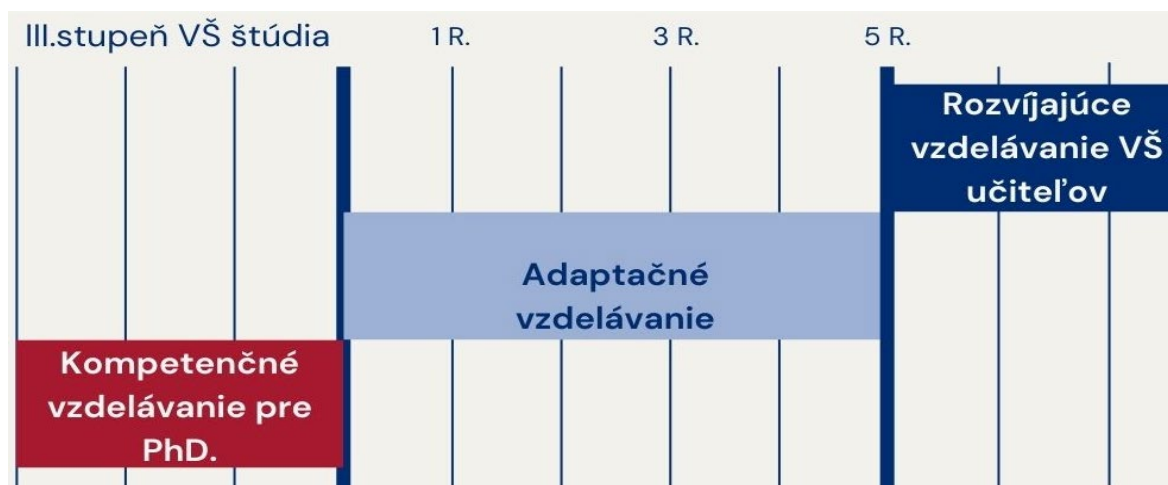 III.stupeň VŠ štúdia 1 R. 3 R. 5 R.
Rozvíjajúce
vzdelávanie VŠ
učiteľov
Adaptačné
vzdelávanie
Kompetenčné
vzdelávanie pre
PhD.